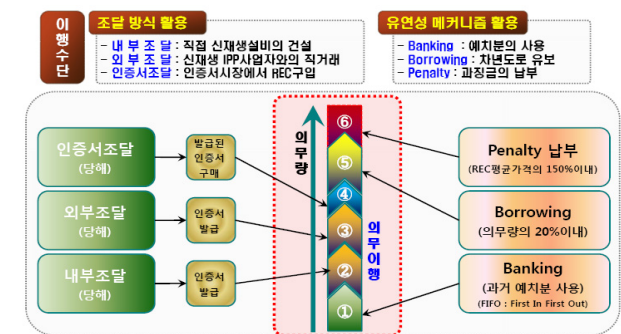 이행수단
조달 방식 활용
- 내 부 조 달 : 직접 신재생설비의 건설
- 외 부 조 달 : 신재생 IPP사업자와의 직거래
- 인증서조달 : 인증서시장에서 REC구입
유연성 메커니즘 활용
- Banking : 예치분의 사용
- Borrowing : 차년도로 유보
- Penalty : 과징금의 납부
인증서조달
(당해)
발급된
인증서
구매
외부조달
(당해)
인증서
발급
내부조달
(당해)
인증서
발급
의무량
⑥
⑤
④
③
②
①
의무이행
Penalty 납부
(REC평균가격의 150%이내)
Borrowing
(의무량의 20%이내)
Banking
(과거 예치분 사용)
(FIFO : First In First Out)